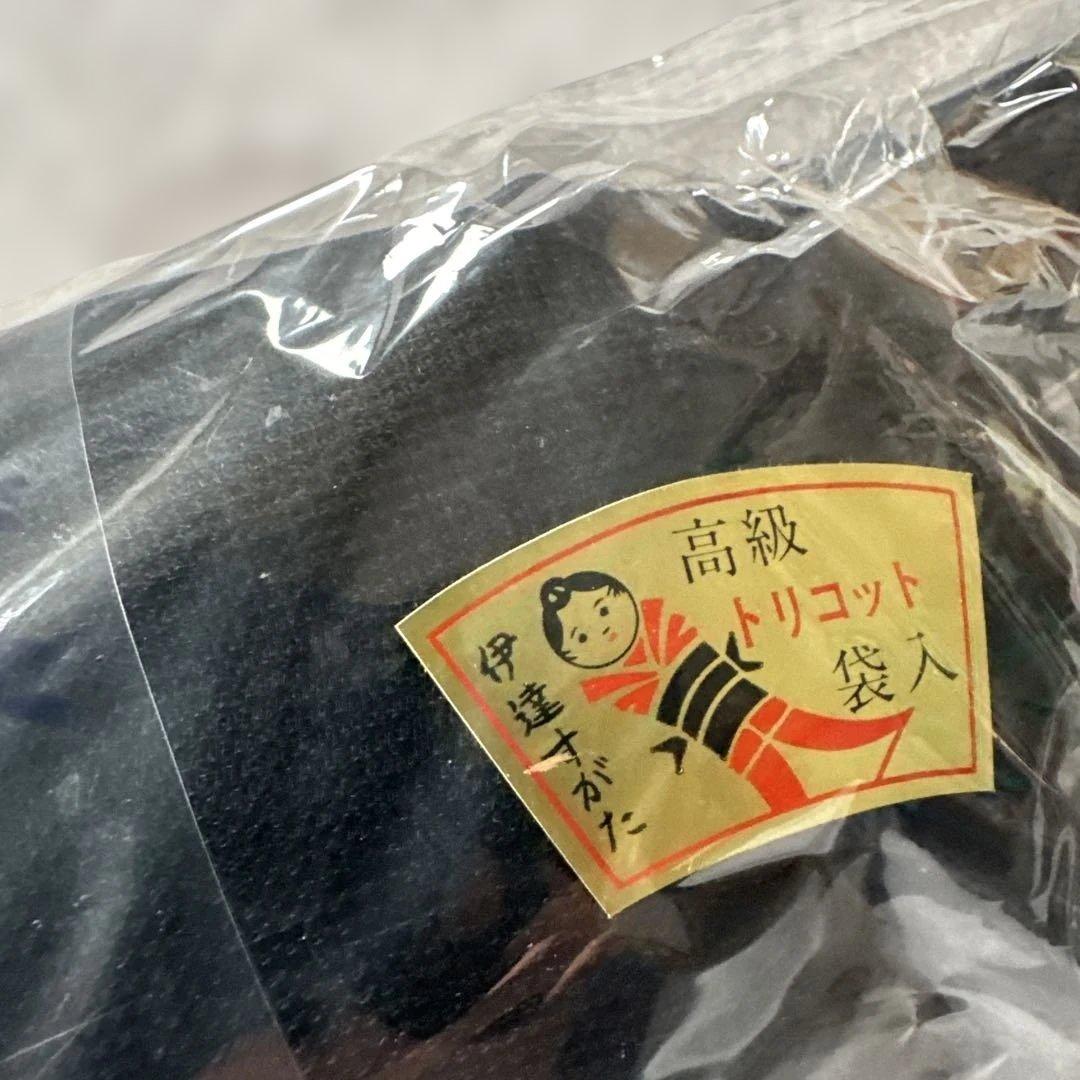 高級
トリコット
袋入
伊達すがた